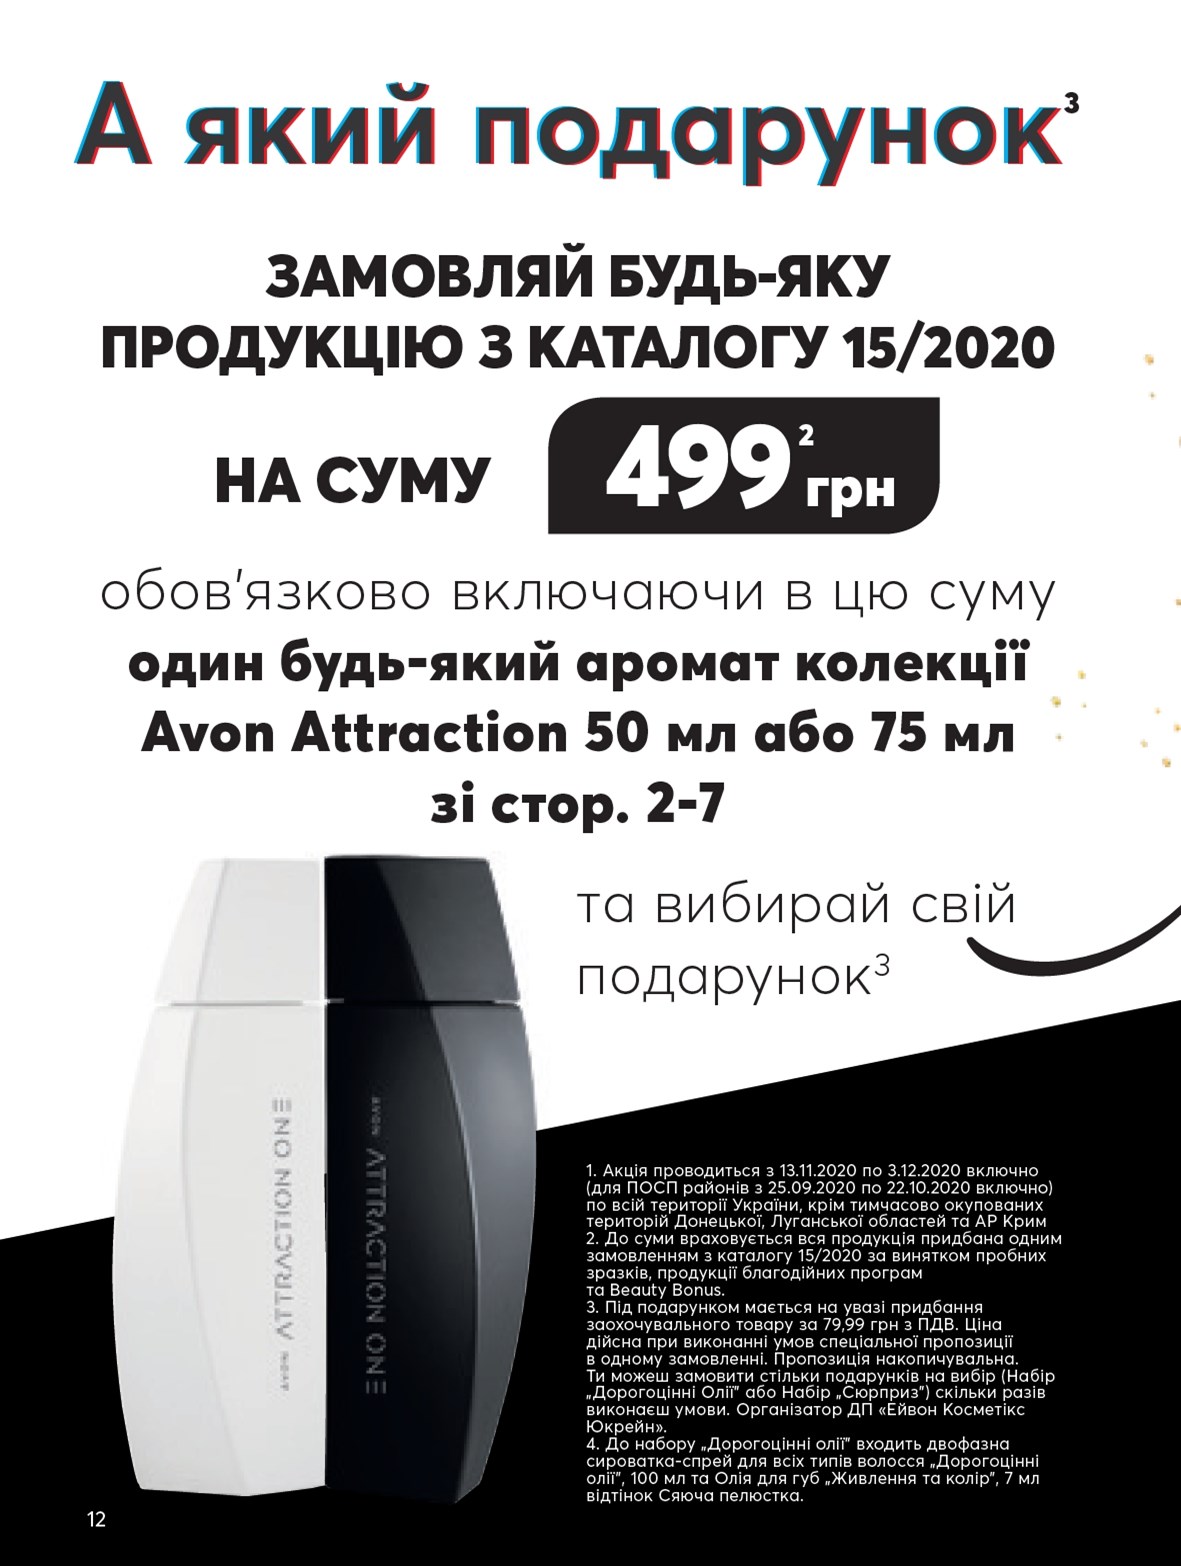 А який подарунок³
ЗАМОВЛЯЙ БУДЬ-ЯКУ
ПРОДУКЦІЮ З КАТАЛОГУ 15/2020
НА СУМУ 499² грн
обов'язково включаючи в цю суму
один будь-який аромат колекції
Avon Attraction 50 мл або 75 мл
зі стор. 2-7
та вибирай свій
подарунок³
AVON ATTRACTION ONE
AVON ATTRACTION ONE
1. Акція проводиться з 13.11.2020 по 3.12.2020 включно
(для ПОСП районів з 25.09.2020 по 22.10.2020 включно)
по всій території України, крім тимчасово окупованих
територій Донецької, Луганської областей та АР Крим
2. До суми враховується вся продукція придбана одним
замовленням з каталогу 15/2020 за винятком пробних
зразків, продукції благодійних програм
та Beauty Bonus.
3. Під подарунком мається на увазі придбання
заохочувального товару за 79,99 грн з ПДВ. Ціна
дійсна при виконанні умов спеціальної пропозиції
в одному замовленні. Пропозиція накопичувальна.
Ти можеш замовити стільки подарунків на вибір (Набір
„Дорогоцінні Олії" або Набір „Сюрприз") скільки разів
виконаєш умови. Організатор ДП «Ейвон Косметікс
Юкрейн».
4. До набору „Дорогоцінні олії" входить двофазна
сироватка-спрей для всіх типів волосся „Дорогоцінні
олії", 100 мл та Олія для губ „Живлення та колір", 7 мл
відтінок Сяюча пелюстка.
12